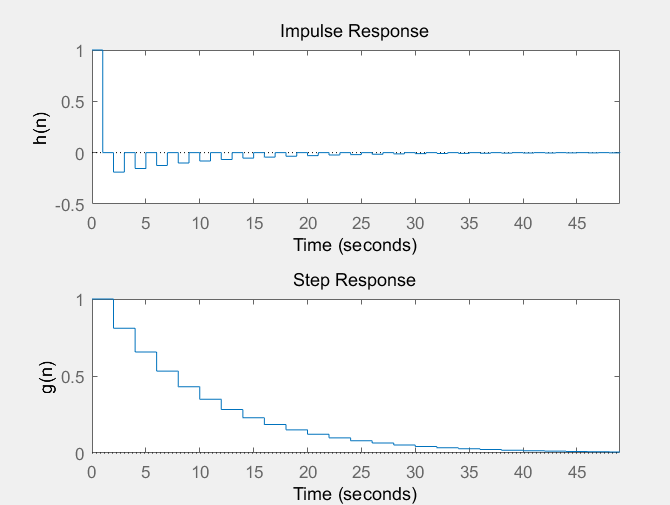 Impulse Response
1
0.5
0
-0.5
h(n)
0 5 10 15 20 25 30 35 40 45
Time (seconds)
Step Response
1
0.5
0
g(n)
0 5 10 15 20 25 30 35 40 45
Time (seconds)